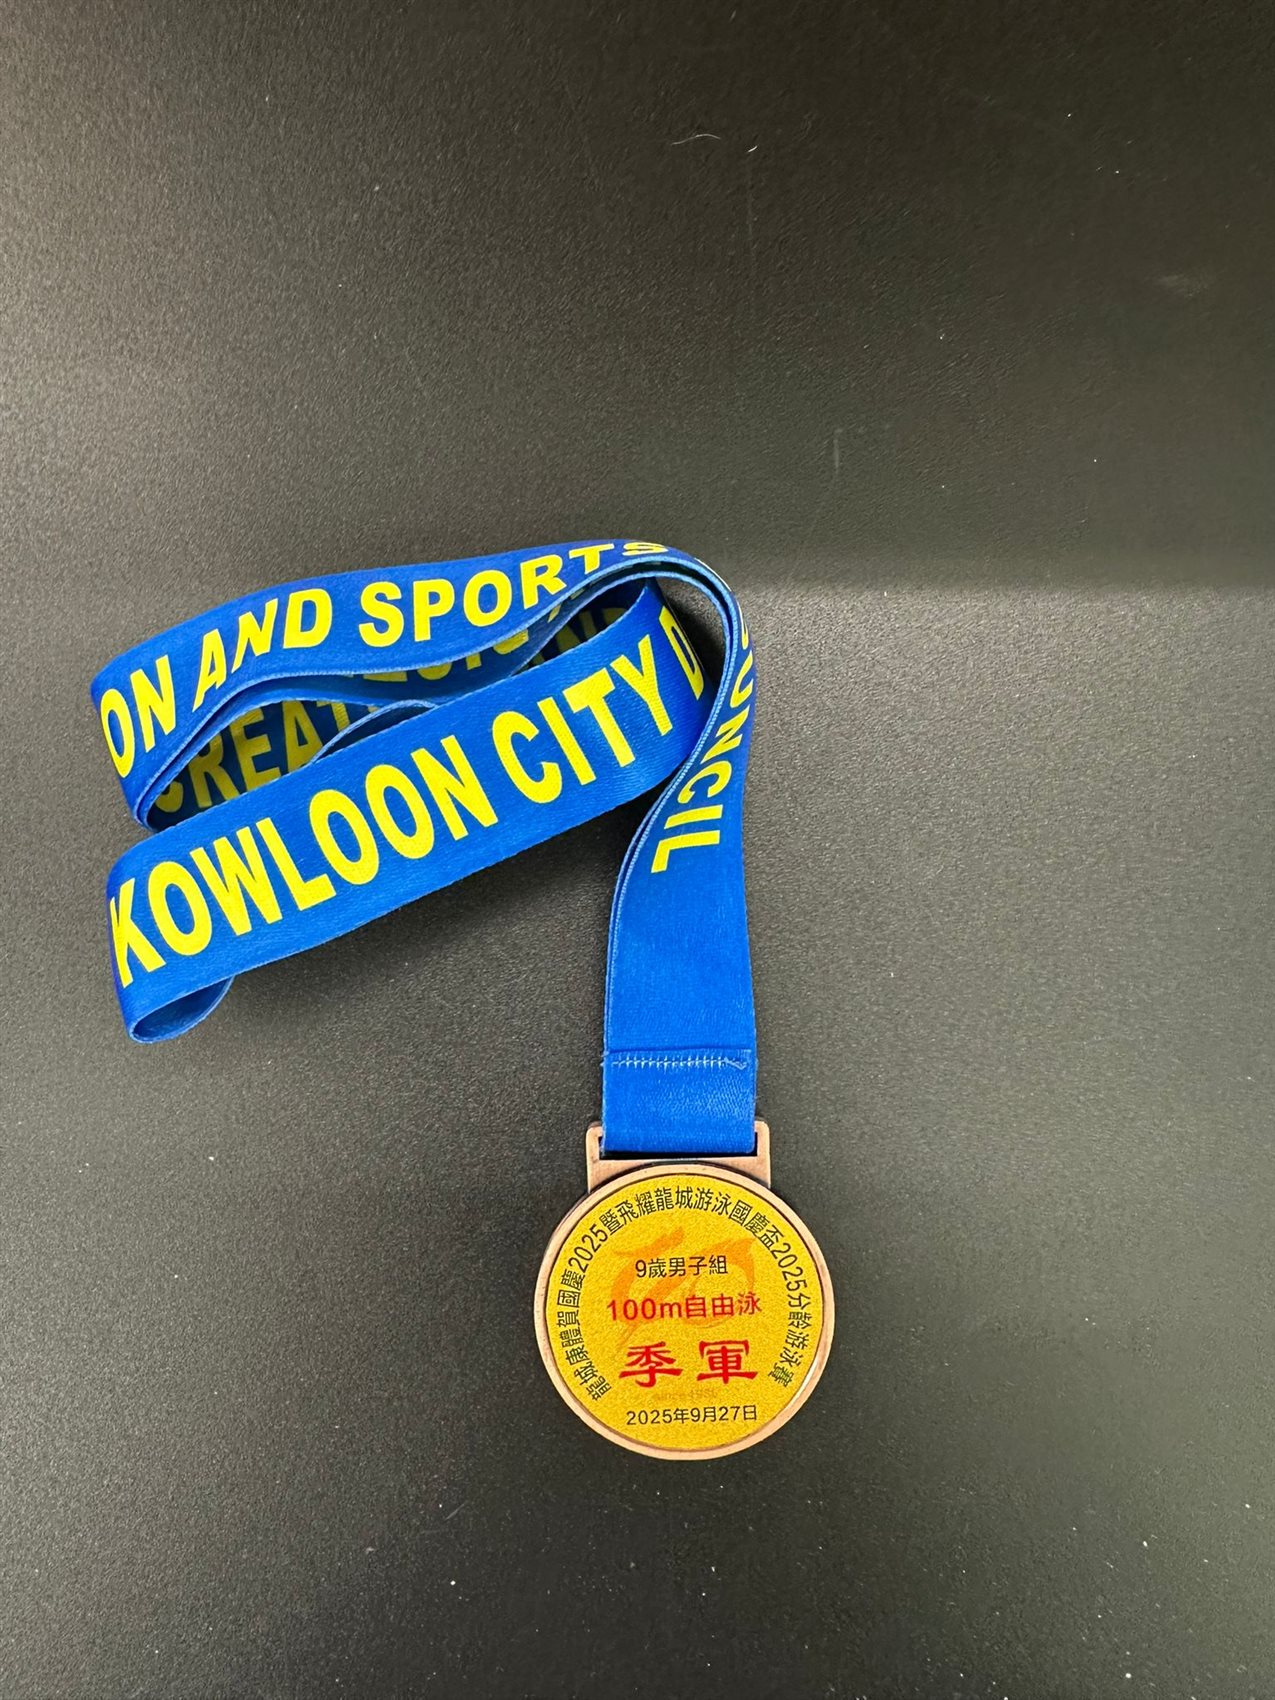 ON AND SPORTS
UNCIL
CREAT
KOWLOON CITY D
龍城康體賀國慶2025暨飛耀龍城游泳國慶盃2025分齡游泳賽
9歲男子組
100m自由泳
季軍
2025年9月27日